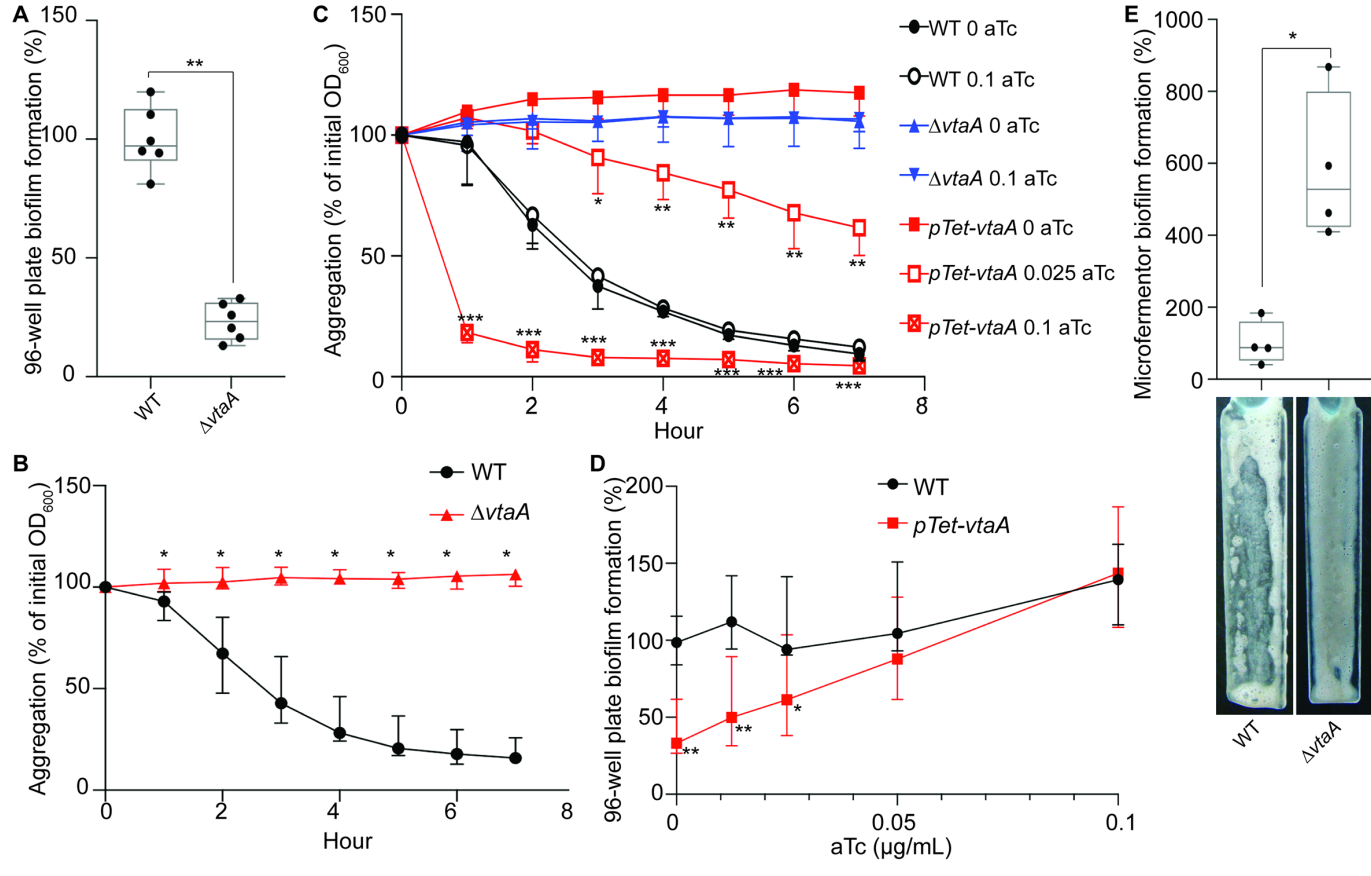 A
96-well plate biofilm formation (%)
150
100
50
0
**
WT
ΔvtaA
B
Aggregation (% of initial OD600)
150
100
50
0
WT
ΔvtaA
* * * * * * *
0 2 4 6 8
Hour
C
Aggregation (% of initial OD600)
150
100
50
0
*
**
**
**
**
***
***
***
***
***
***
***
0 2 4 6 8
Hour
WT 0 aTc
WT 0.1 aTc
ΔvtaA 0 aTc
ΔvtaA 0.1 aTc
pTet-vtaA 0 aTc
pTet-vtaA 0.025 aTc
pTet-vtaA 0.1 aTc
D
96-well plate biofilm formation (%)
200
150
100
50
0
WT
pTet-vtaA
**
**
*
0 0.05 0.1
aTc (µg/mL)
E
Microfermentor biofilm formation (%)
1000
800
600
400
200
0
*
WT
ΔvtaA